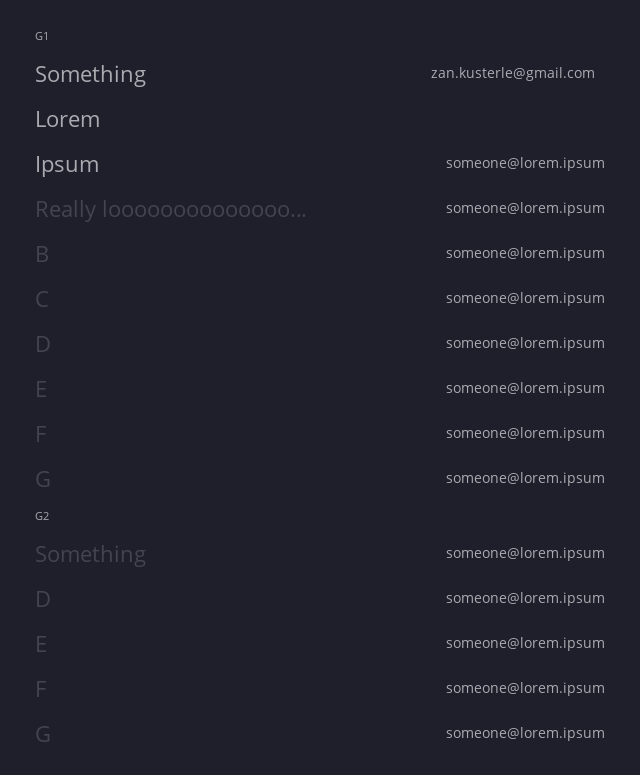 G1
Something zan.kusterle@gmail.com
Lorem
Ipsum someone@lorem.ipsum
Really loooooooooooooo... someone@lorem.ipsum
B someone@lorem.ipsum
C someone@lorem.ipsum
D someone@lorem.ipsum
E someone@lorem.ipsum
F someone@lorem.ipsum
G someone@lorem.ipsum
G2
Something someone@lorem.ipsum
D someone@lorem.ipsum
E someone@lorem.ipsum
F someone@lorem.ipsum
G someone@lorem.ipsum